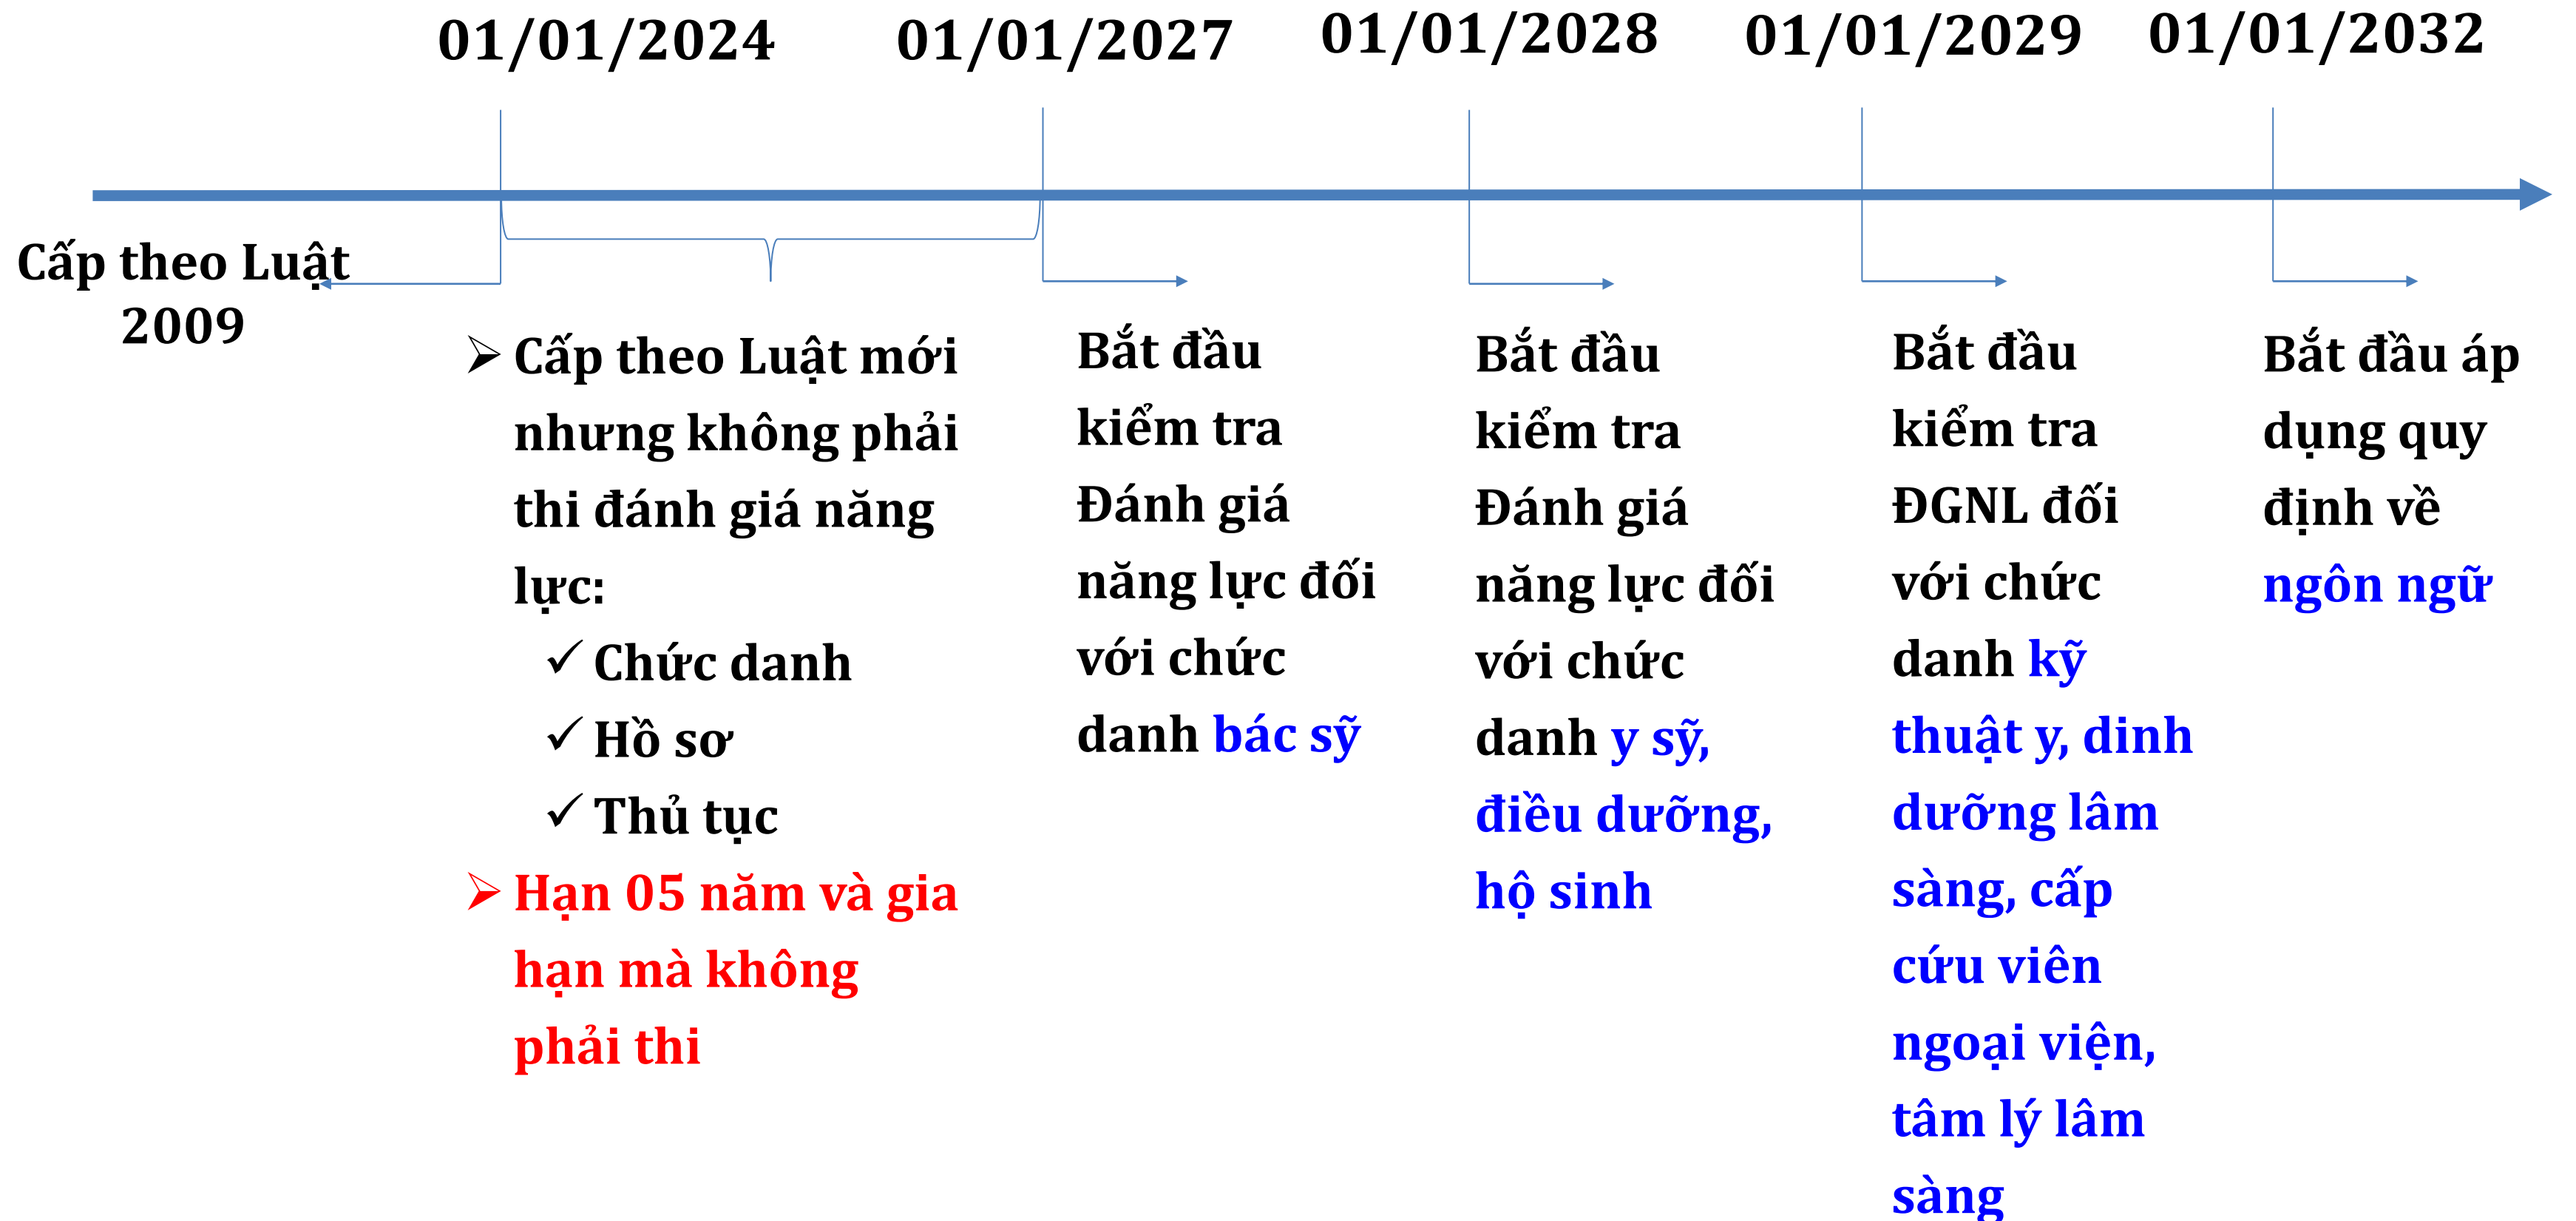 01/01/2024
01/01/2027
01/01/2028
01/01/2029
01/01/2032
Cấp theo Luật
2009
Cấp theo Luật mới
nhưng không phải
thi đánh giá năng
lực:
Chức danh
Hồ sơ
Thủ tục
Hạn 05 năm và gia
hạn mà không
phải thi
Bắt đầu
kiểm tra
Đánh giá
năng lực đối
với chức
danh bác sỹ
Bắt đầu
kiểm tra
Đánh giá
năng lực đối
với chức
danh y sỹ,
điều dưỡng,
hộ sinh
Bắt đầu
kiểm tra
ĐGNL đối
với chức
danh kỹ
thuật y, dinh
dưỡng lâm
sàng, cấp
cứu viên
ngoại viện,
tâm lý lâm
sàng
Bắt đầu áp
dụng quy
định về
ngôn ngữ